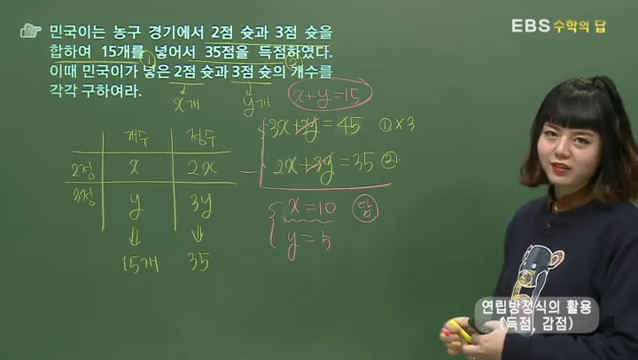 민국이는 농구 경기에서 2점 슛과 3점 슛을
합하여 15개를 넣어서 35점을 득점하였다.
이때 민국이가 넣은 2점 슛과 3점 슛의 개수를
각각 구하여라.
EBS 수학의 답
① ②
x개 y개
x+y=15
3x+3y=45 ①×3
2x+3y=35 ②
x=10 답
y=5
개수 점수
2점 x 2x
3점 y 3y
⇓ ⇓
15개 35
연립방정식의 활용
(득점, 감점)